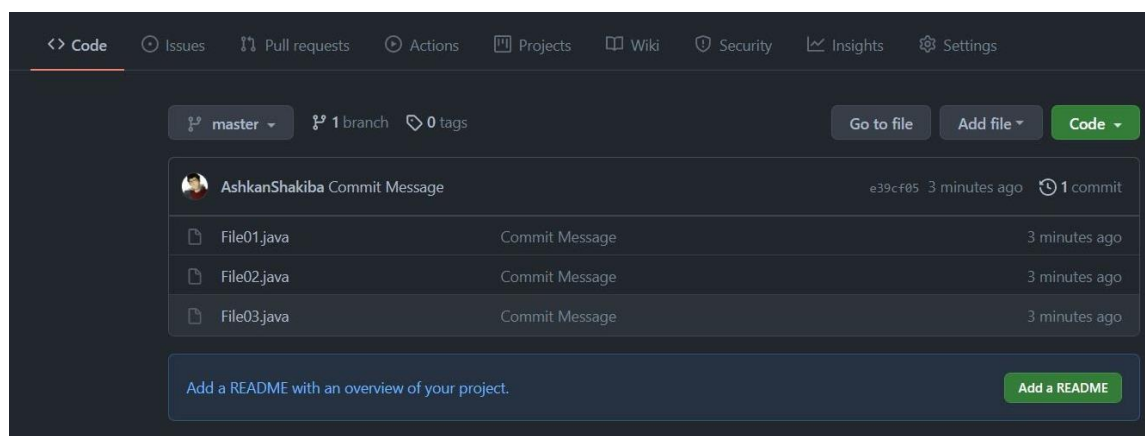 <> Code Issues Pull requests Actions Projects Wiki Security Insights Settings
master 1 branch 0 tags Go to file Add file Code
AshkanShakiba Commit Message e39cf05 3 minutes ago 1 commit
File01.java Commit Message 3 minutes ago
File02.java Commit Message 3 minutes ago
File03.java Commit Message 3 minutes ago
Add a README with an overview of your project. Add a README